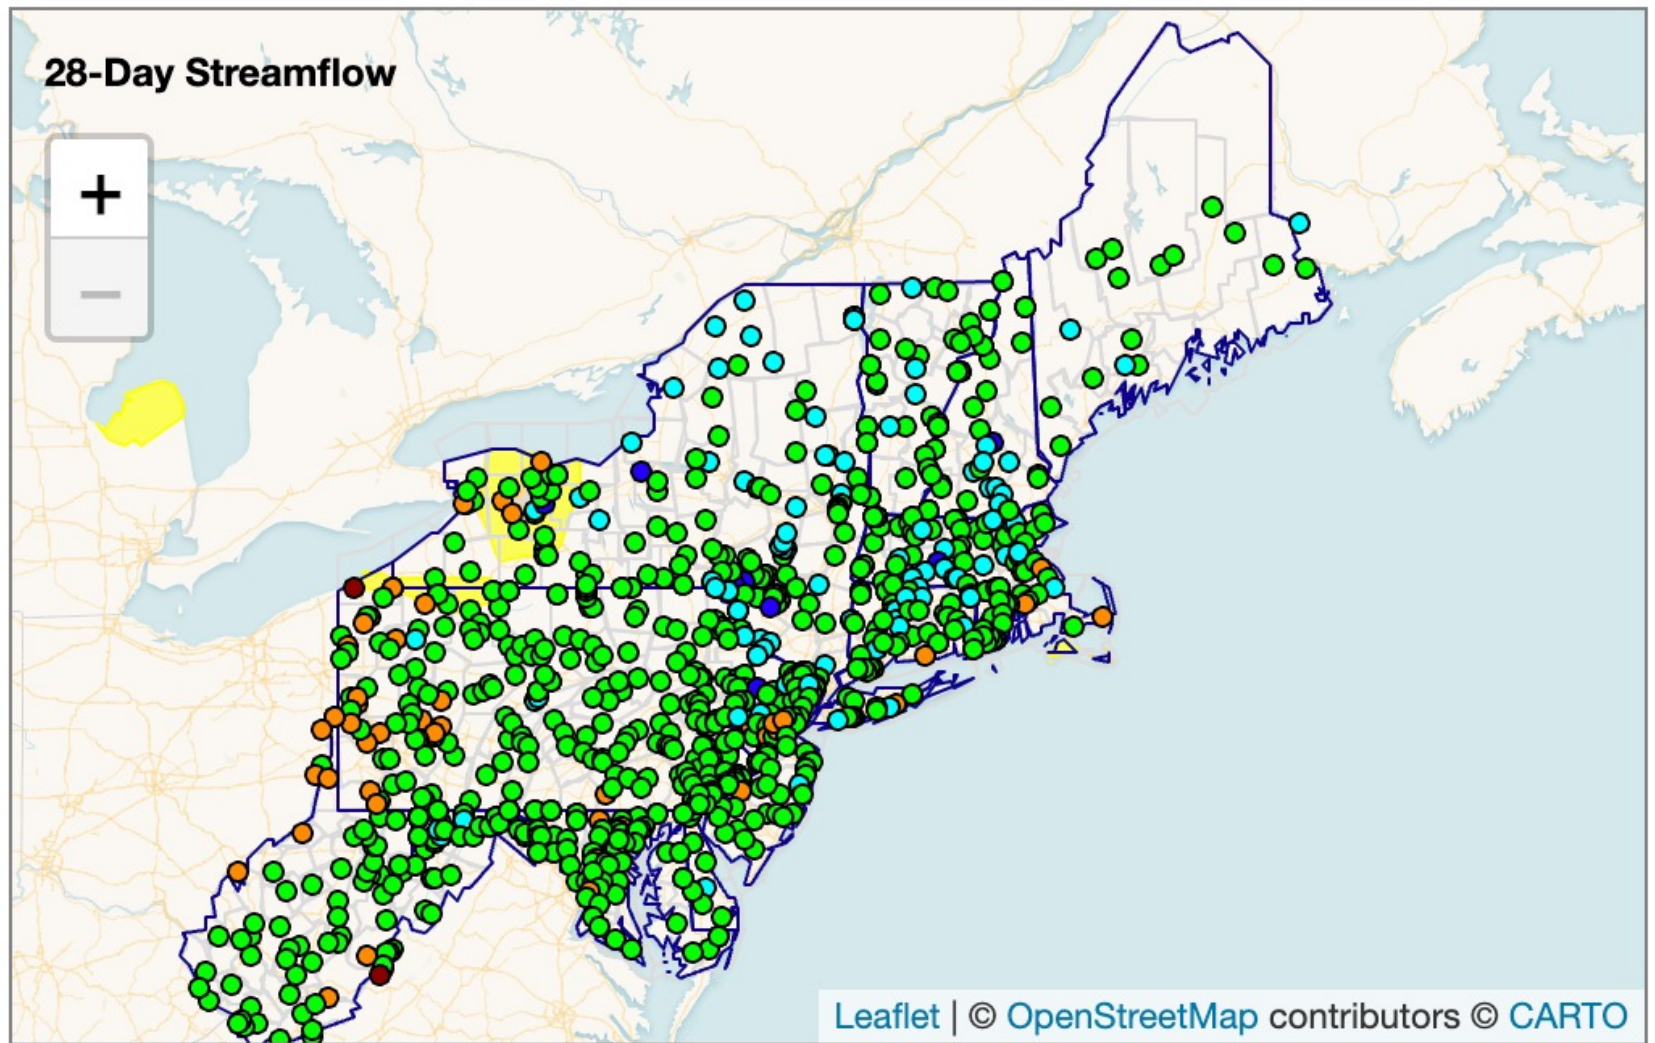 28-Day Streamflow
+
−
Leaflet | © OpenStreetMap contributors © CARTO